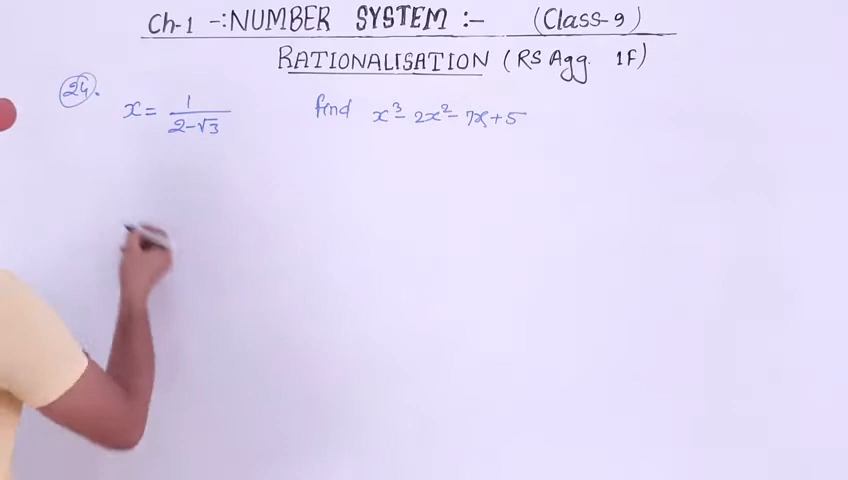 Ch-1 -:NUMBER SYSTEM :- (Class-9)
RATIONALISATION (RS Agg. 1F)
24.
x = 1/(2-√3) find x³- 2x²- 7x+5